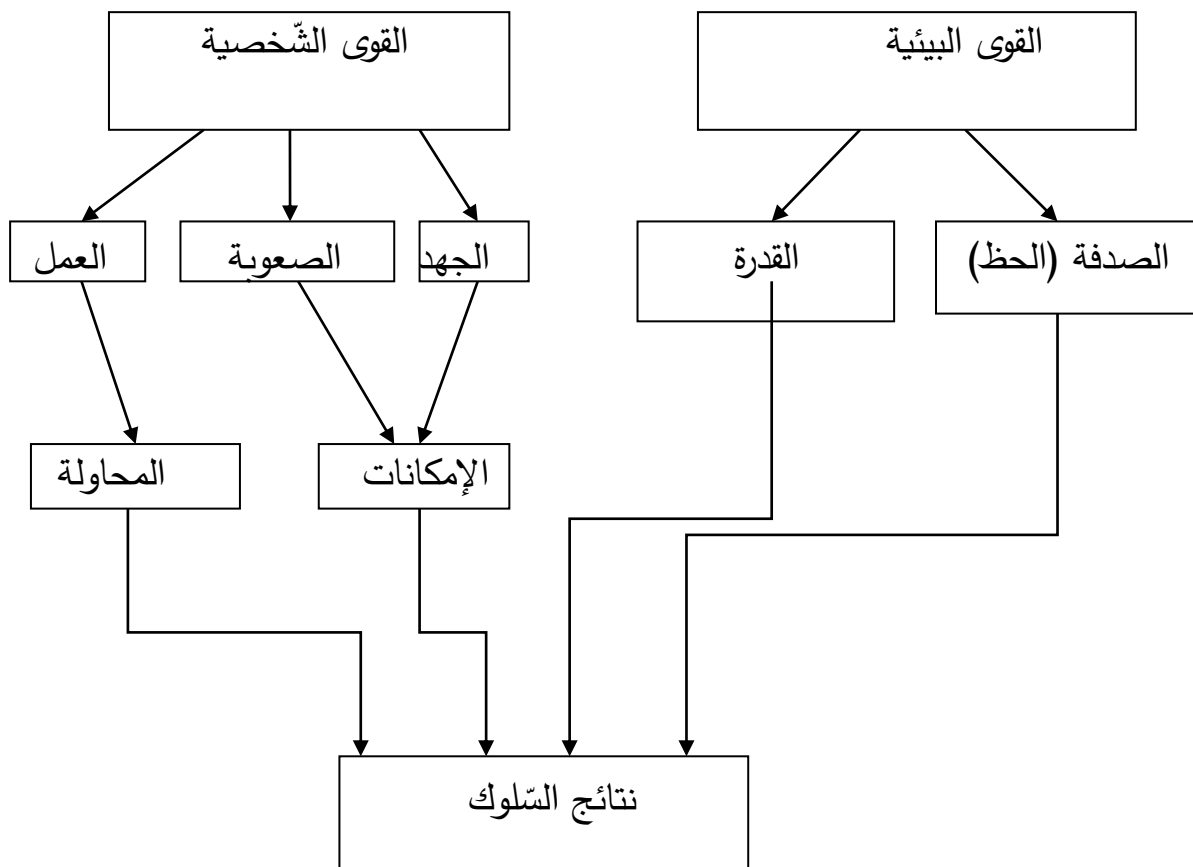 القوى البيئية
القوى الشّخصية
الصدفة (الحظ)
القدرة
الجهد
الصعوبة
العمل
الإمكانات
المحاولة
نتائج السّلوك